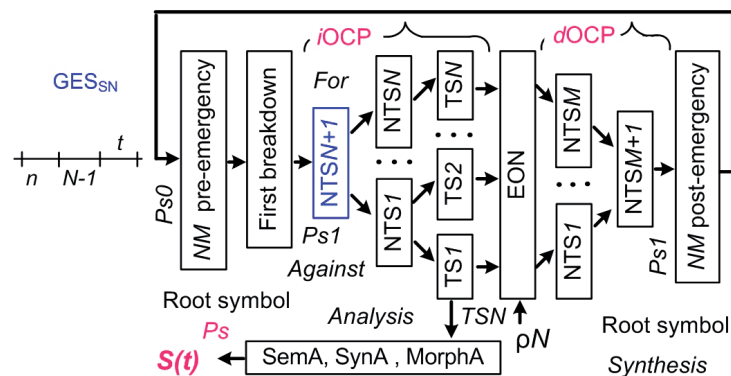 iOCP
dOCP
GES_SN
For
t
n
N-1
Ps0
NM pre-emergency
First breakdown
NTSN+1
Ps1
Against
NTSN
• • •
NTS1
TSN
• • •
TS2
TS1
EON
NTSM
• • •
NTS1
NTSM+1
Ps1
NM post-emergency
Root symbol
Analysis
TSN
ρN
Root symbol
Ps
S(t)
SemA, SynA , MorphA
Synthesis